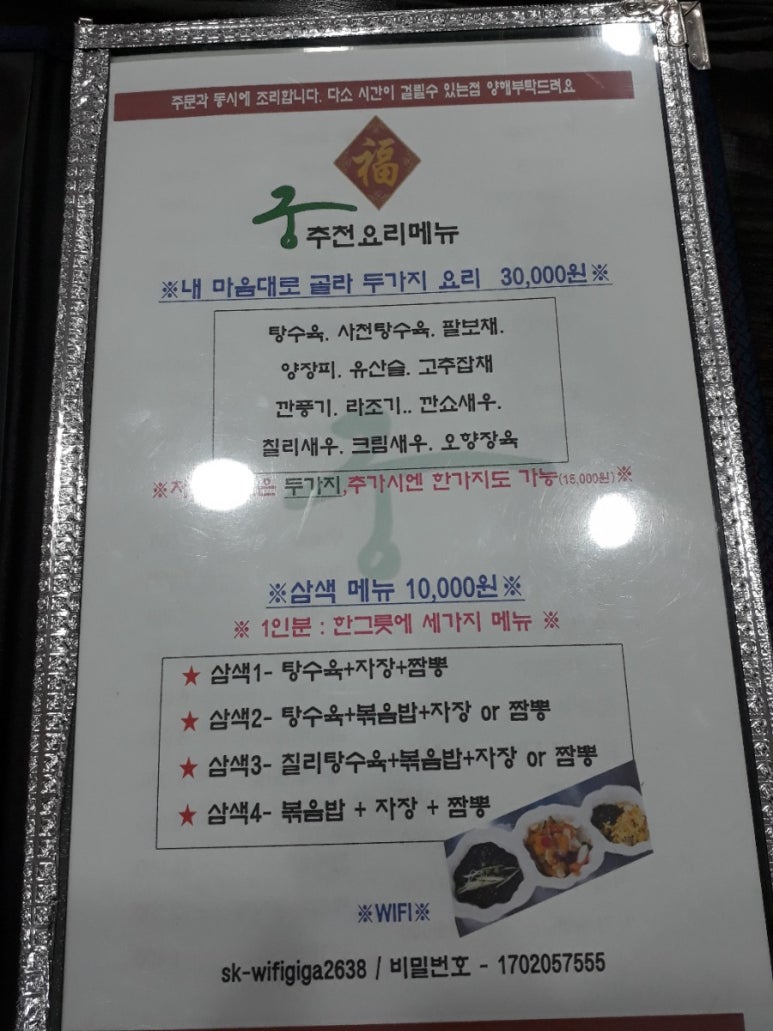 주문과 동시에 조리합니다. 다소 시간이 걸릴수 있는점 양해부탁드려요
福
궁 추천요리메뉴
※내 마음대로 골라 두가지 요리 30,000원※
탕수육. 사천탕수육. 팔보채.
양장피. 유산슬. 고추잡채
깐풍기. 라조기.. 깐쇼새우.
칠리새우. 크림새우. 오향장육
두가지,추가시엔 한가지도 가능(15,000원)※
궁
※삼색 메뉴 10,000원※
※ 1인분 : 한그릇에 세가지 메뉴 ※
★ 삼색1- 탕수육+자장+짬뽕
★ 삼색2- 탕수육+볶음밥+자장 or 짬뽕
★ 삼색3- 칠리탕수육+볶음밥+자장 or 짬뽕
★ 삼색4- 볶음밥 + 자장 + 짬뽕
※WIFI※
sk-wifigiga2638 / 비밀번호 - 1702057555